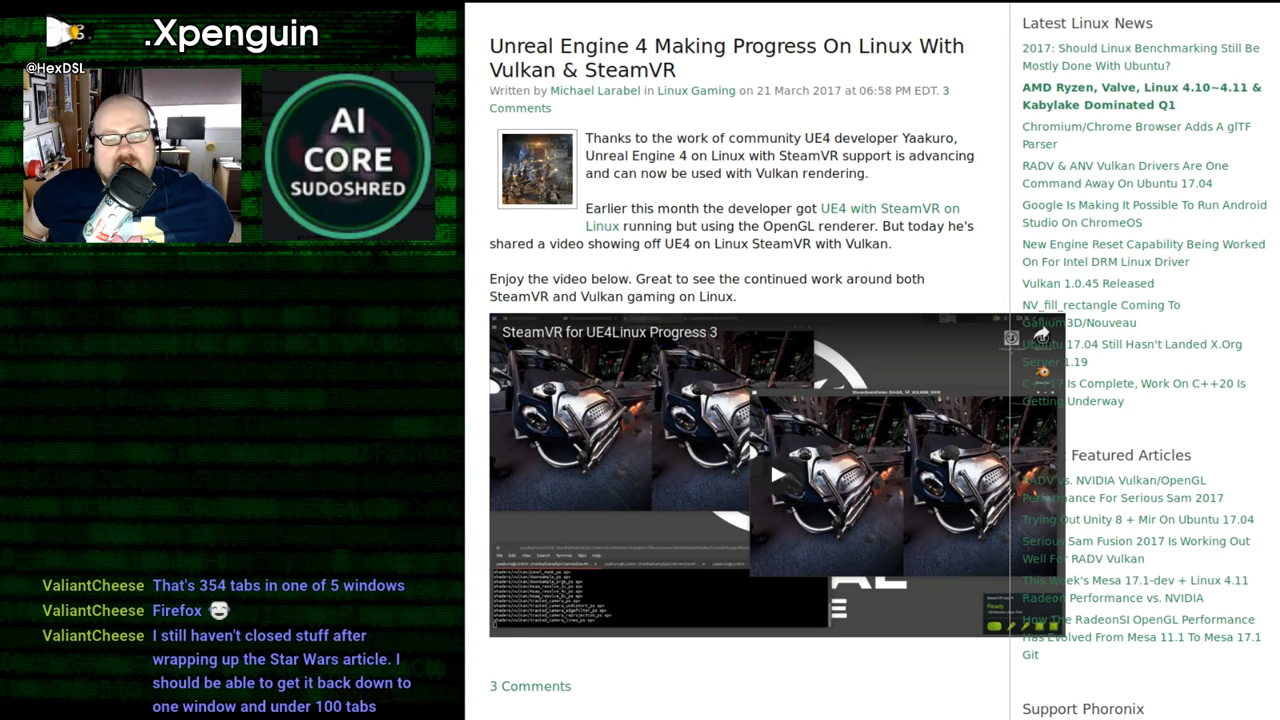 .Xpenguin
@HexDSL
AI
CORE
SUDOSHRED
ValiantCheese That's 354 tabs in one of 5 windows
ValiantCheese Firefox
ValiantCheese I still haven't closed stuff after
wrapping up the Star Wars article. I
should be able to get it back down to
one window and under 100 tabs
Unreal Engine 4 Making Progress On Linux With
Vulkan & SteamVR
Written by Michael Larabel in Linux Gaming on 21 March 2017 at 06:58 PM EDT. 3
Comments
Thanks to the work of community UE4 developer Yaakuro,
Unreal Engine 4 on Linux with SteamVR support is advancing
and can now be used with Vulkan rendering.
Earlier this month the developer got UE4 with SteamVR on
Linux running but using the OpenGL renderer. But today he's
shared a video showing off UE4 on Linux SteamVR with Vulkan.
Enjoy the video below. Great to see the continued work around both
SteamVR and Vulkan gaming on Linux.
SteamVR for UE4Linux Progress 3
Ready
3 Comments
Latest Linux News
2017: Should Linux Benchmarking Still Be
Mostly Done With Ubuntu?
AMD Ryzen, Valve, Linux 4.10~4.11 &
Kabylake Dominated Q1
Chromium/Chrome Browser Adds A glTF
Parser
RADV & ANV Vulkan Drivers Are One
Command Away On Ubuntu 17.04
Google Is Making It Possible To Run Android
Studio On ChromeOS
New Engine Reset Capability Being Worked
On For Intel DRM Linux Driver
Vulkan 1.0.45 Released
NV_fill_rectangle Coming To
Gallium3D/Nouveau
Ubuntu 17.04 Still Hasn't Landed X.Org
Server 1.19
Is Complete, Work On C++20 Is
Getting Underway
Featured Articles
RADV vs. NVIDIA Vulkan/OpenGL
Performance For Serious Sam 2017
Trying Out Unity 8 + Mir On Ubuntu 17.04
Serious Sam Fusion 2017 Is Working Out
Well For RADV Vulkan
This Week's Mesa 17.1-dev + Linux 4.11
Radeon Performance vs. NVIDIA
How The RadeonSI OpenGL Performance
Has Evolved From Mesa 11.1 To Mesa 17.1
Git
Support Phoronix